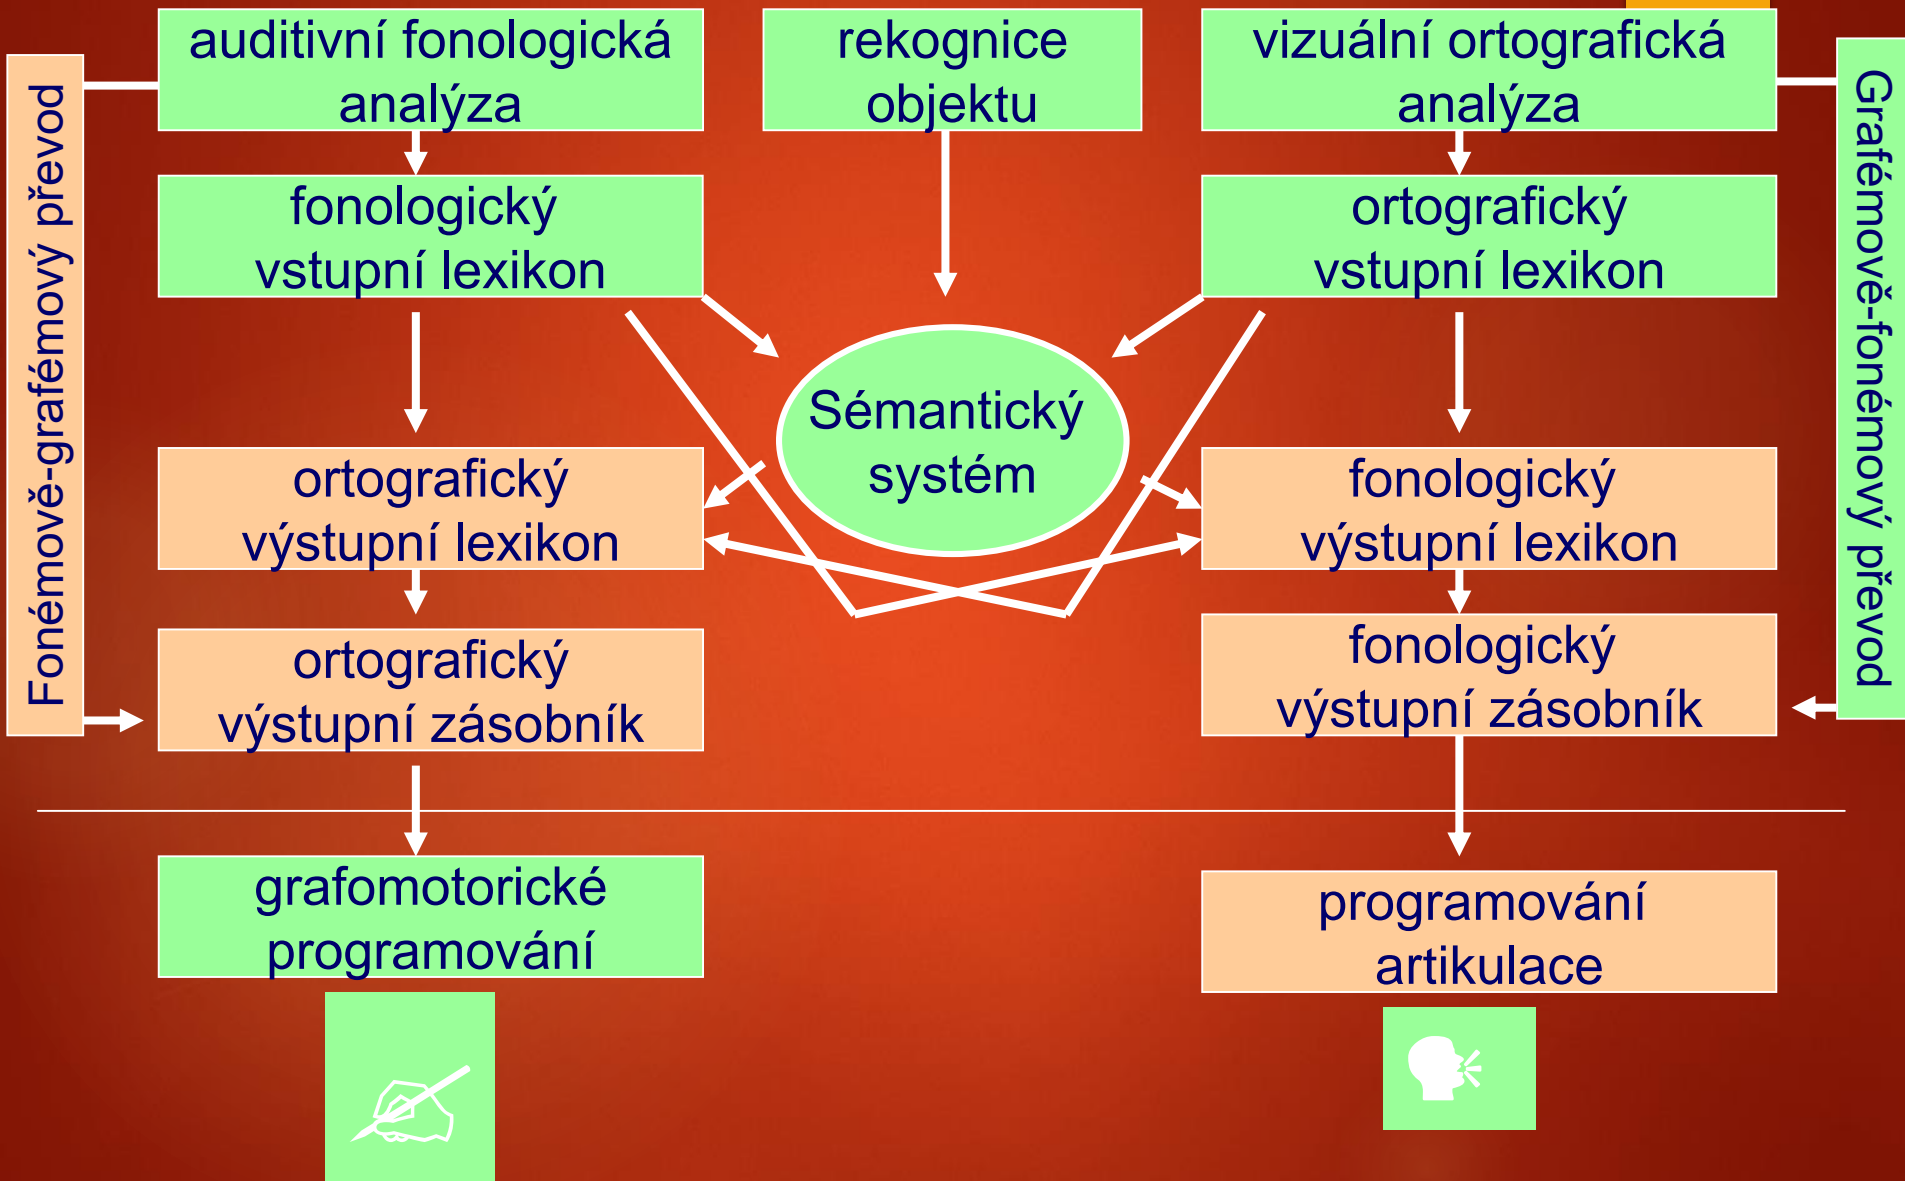 auditivní fonologická
analýza
rekognice
objektu
vizuální ortografická
analýza
Fonémově-grafémový převod
Grafémově-fonémový převod
fonologický
vstupní lexikon
ortografický
vstupní lexikon
Sémantický
systém
ortografický
výstupní lexikon
fonologický
výstupní lexikon
ortografický
výstupní zásobník
fonologický
výstupní zásobník
grafomotorické
programování
programování
artikulace